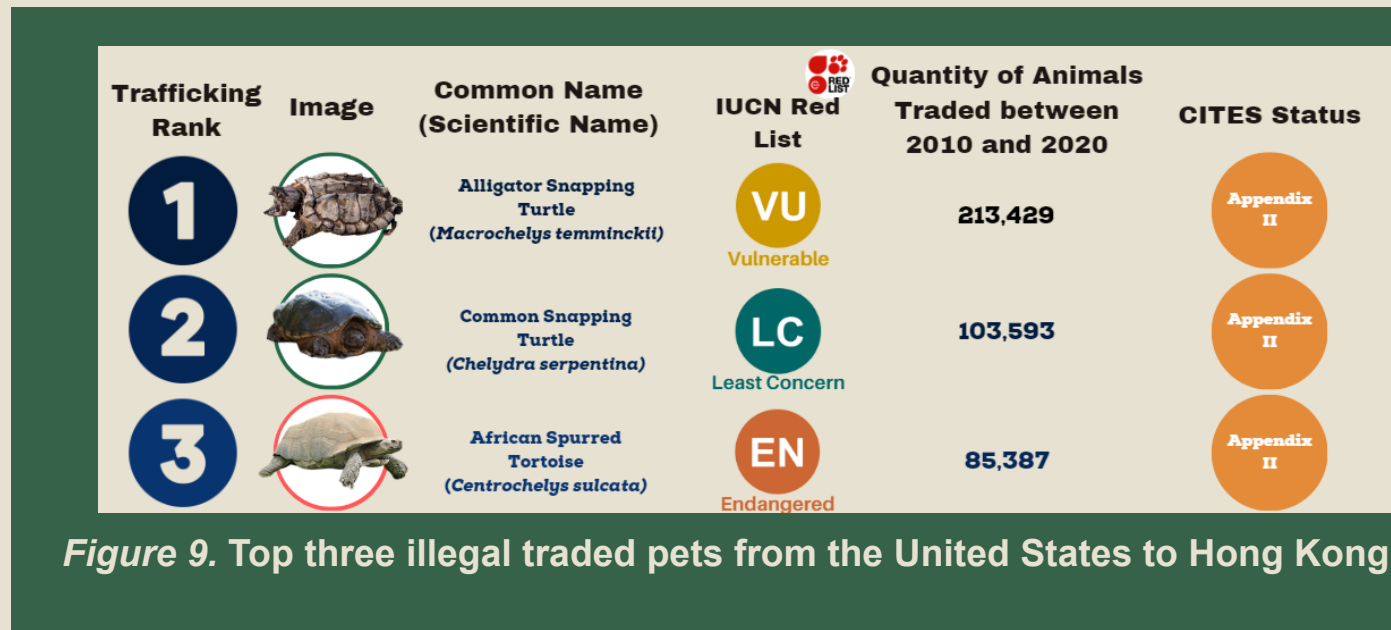 Trafficking
Rank
Image
Common Name
(Scientific Name)
RED
LIST
IUCN Red
List
Quantity of Animals
Traded between
2010 and 2020
CITES Status
1
Alligator Snapping
Turtle
(Macrochelys temminckii)
VU
Vulnerable
213,429
Appendix
II
2
Common Snapping
Turtle
(Chelydra serpentina)
LC
Least Concern
103,593
Appendix
II
3
African Spurred
Tortoise
(Centrochelys sulcata)
EN
Endangered
85,387
Appendix
II
Figure 9. Top three illegal traded pets from the United States to Hong Kong